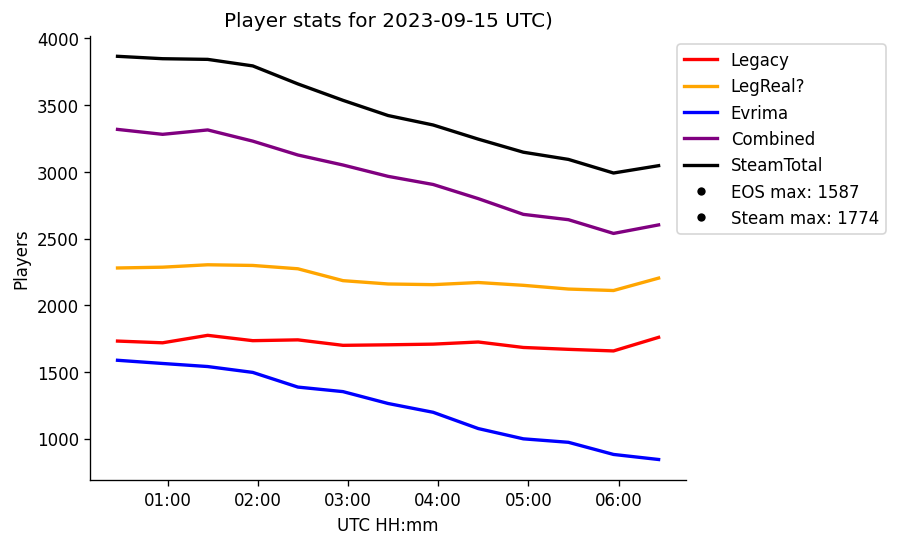 Player stats for 2023-09-15 UTC)
4000
3500
3000
2500
2000
1500
1000
Players
01:00 02:00 03:00 04:00 05:00 06:00
UTC HH:mm
Legacy
LegReal?
Evrima
Combined
SteamTotal
EOS max: 1587
Steam max: 1774